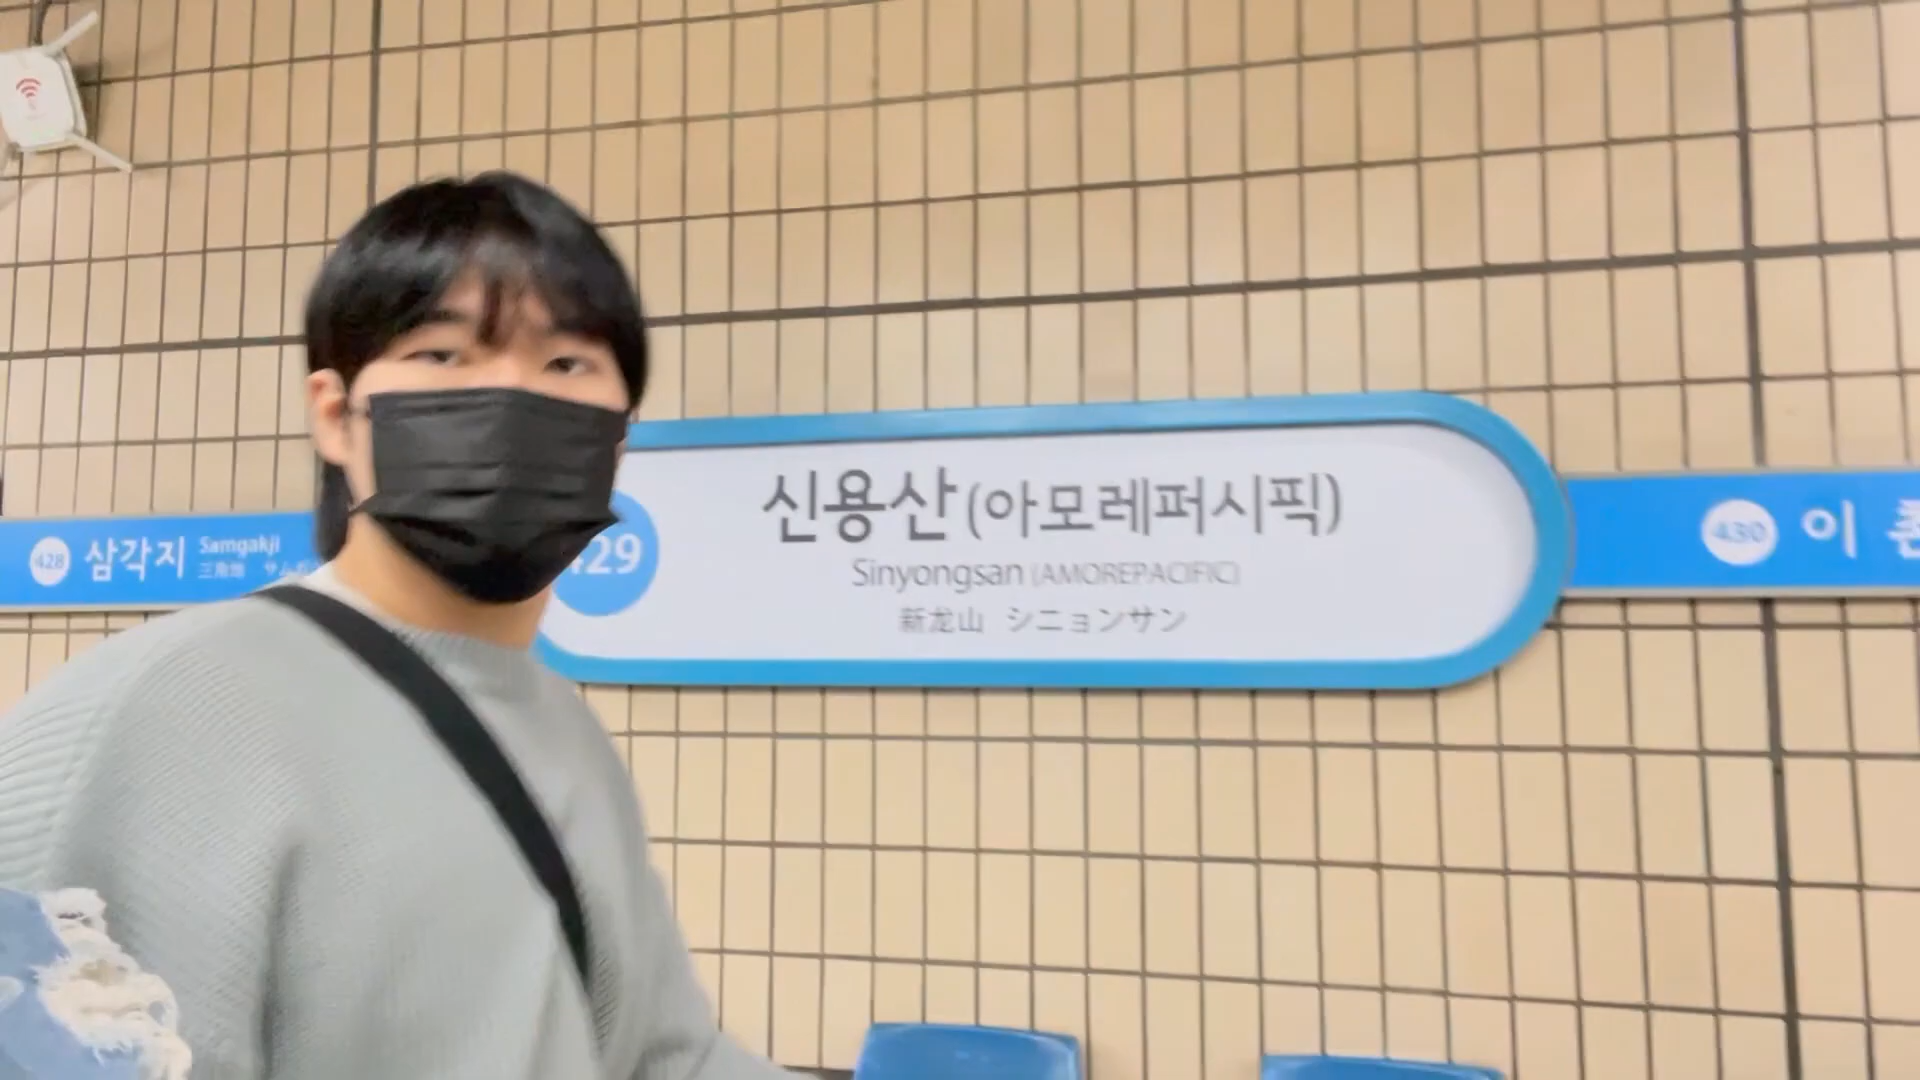 428 삼각지 Samgakji
三角地
429
신용산 (아모레퍼시픽)
Sinyongsan (AMOREPACIFIC)
新龙山 シニョンサン
430 이